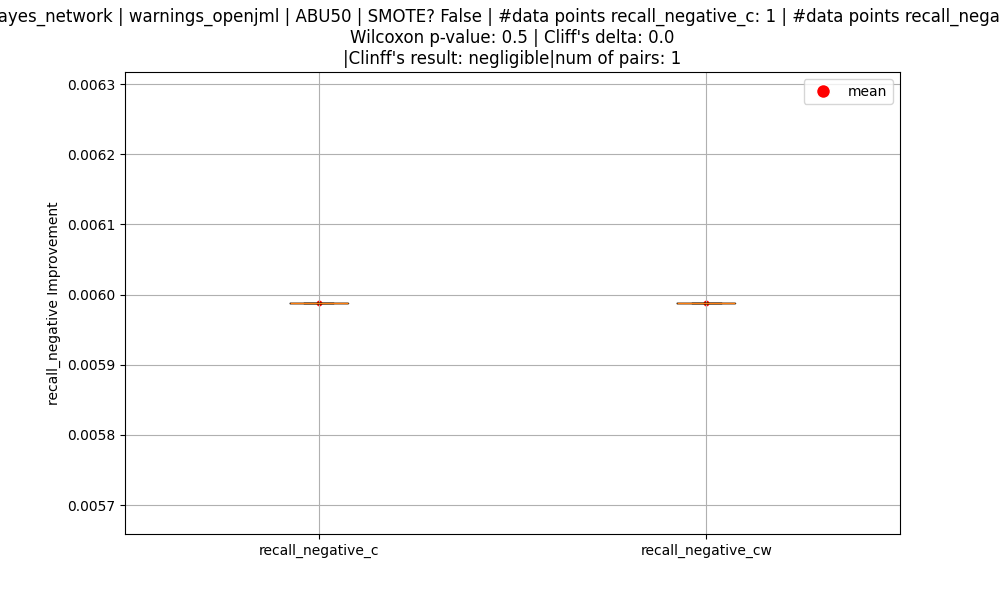 ayes_network | warnings_openjml | ABU50 | SMOTE? False | #data points recall_negative_c: 1 | #data points recall_nega
Wilcoxon p-value: 0.5 | Cliff's delta: 0.0
|Clinff's result: negligible|num of pairs: 1
mean
0.0063
0.0062
0.0061
0.0060
0.0059
0.0058
0.0057
recall_negative Improvement
recall_negative_c
recall_negative_cw